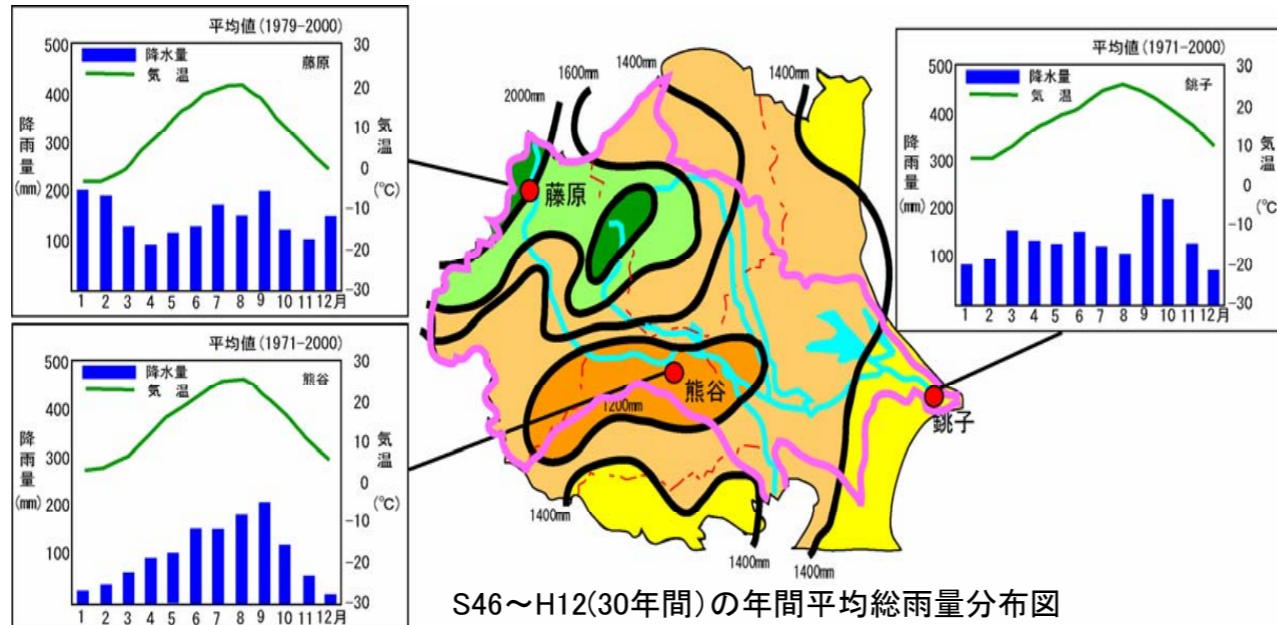 平均値(1979-2000)
500
30
降水量
気 温
藤原
400
20
降雨量(mm)
300
10
気温(℃)
200
0
100
-10
-20
-30
1 2 3 4 5 6 7 8 9 10 11 12月
平均値(1971-2000)
500
30
降水量
気 温
熊谷
400
20
降雨量(mm)
300
10
気温(℃)
200
0
100
-10
-20
-30
1 2 3 4 5 6 7 8 9 10 11 12月
平均値(1971-2000)
500
30
降水量
気 温
銚子
400
20
降雨量(mm)
300
10
気温(℃)
200
0
100
-10
-20
-30
1 2 3 4 5 6 7 8 9 10 11 12月
2000mm
1600mm
1400mm
1400mm
藤原
熊谷
1200mm
銚子
1400mm
1400mm
1400mm
S46～H12(30年間)の年間平均総雨量分布図